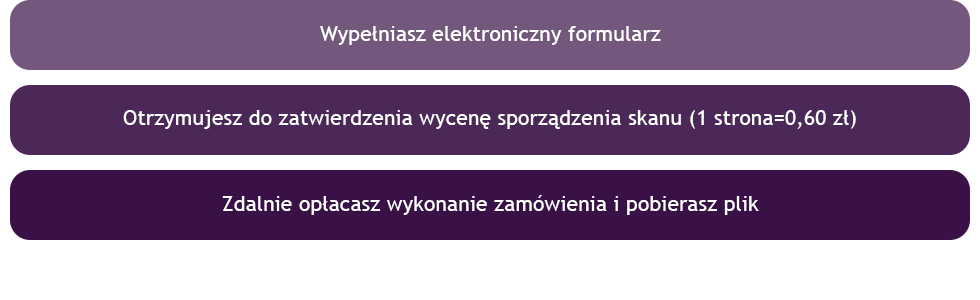 Wypełniasz elektroniczny formularz
Otrzymujesz do zatwierdzenia wycenę sporządzenia skanu (1 strona=0,60 zł)
Zdalnie opłacasz wykonanie zamówienia i pobierasz plik